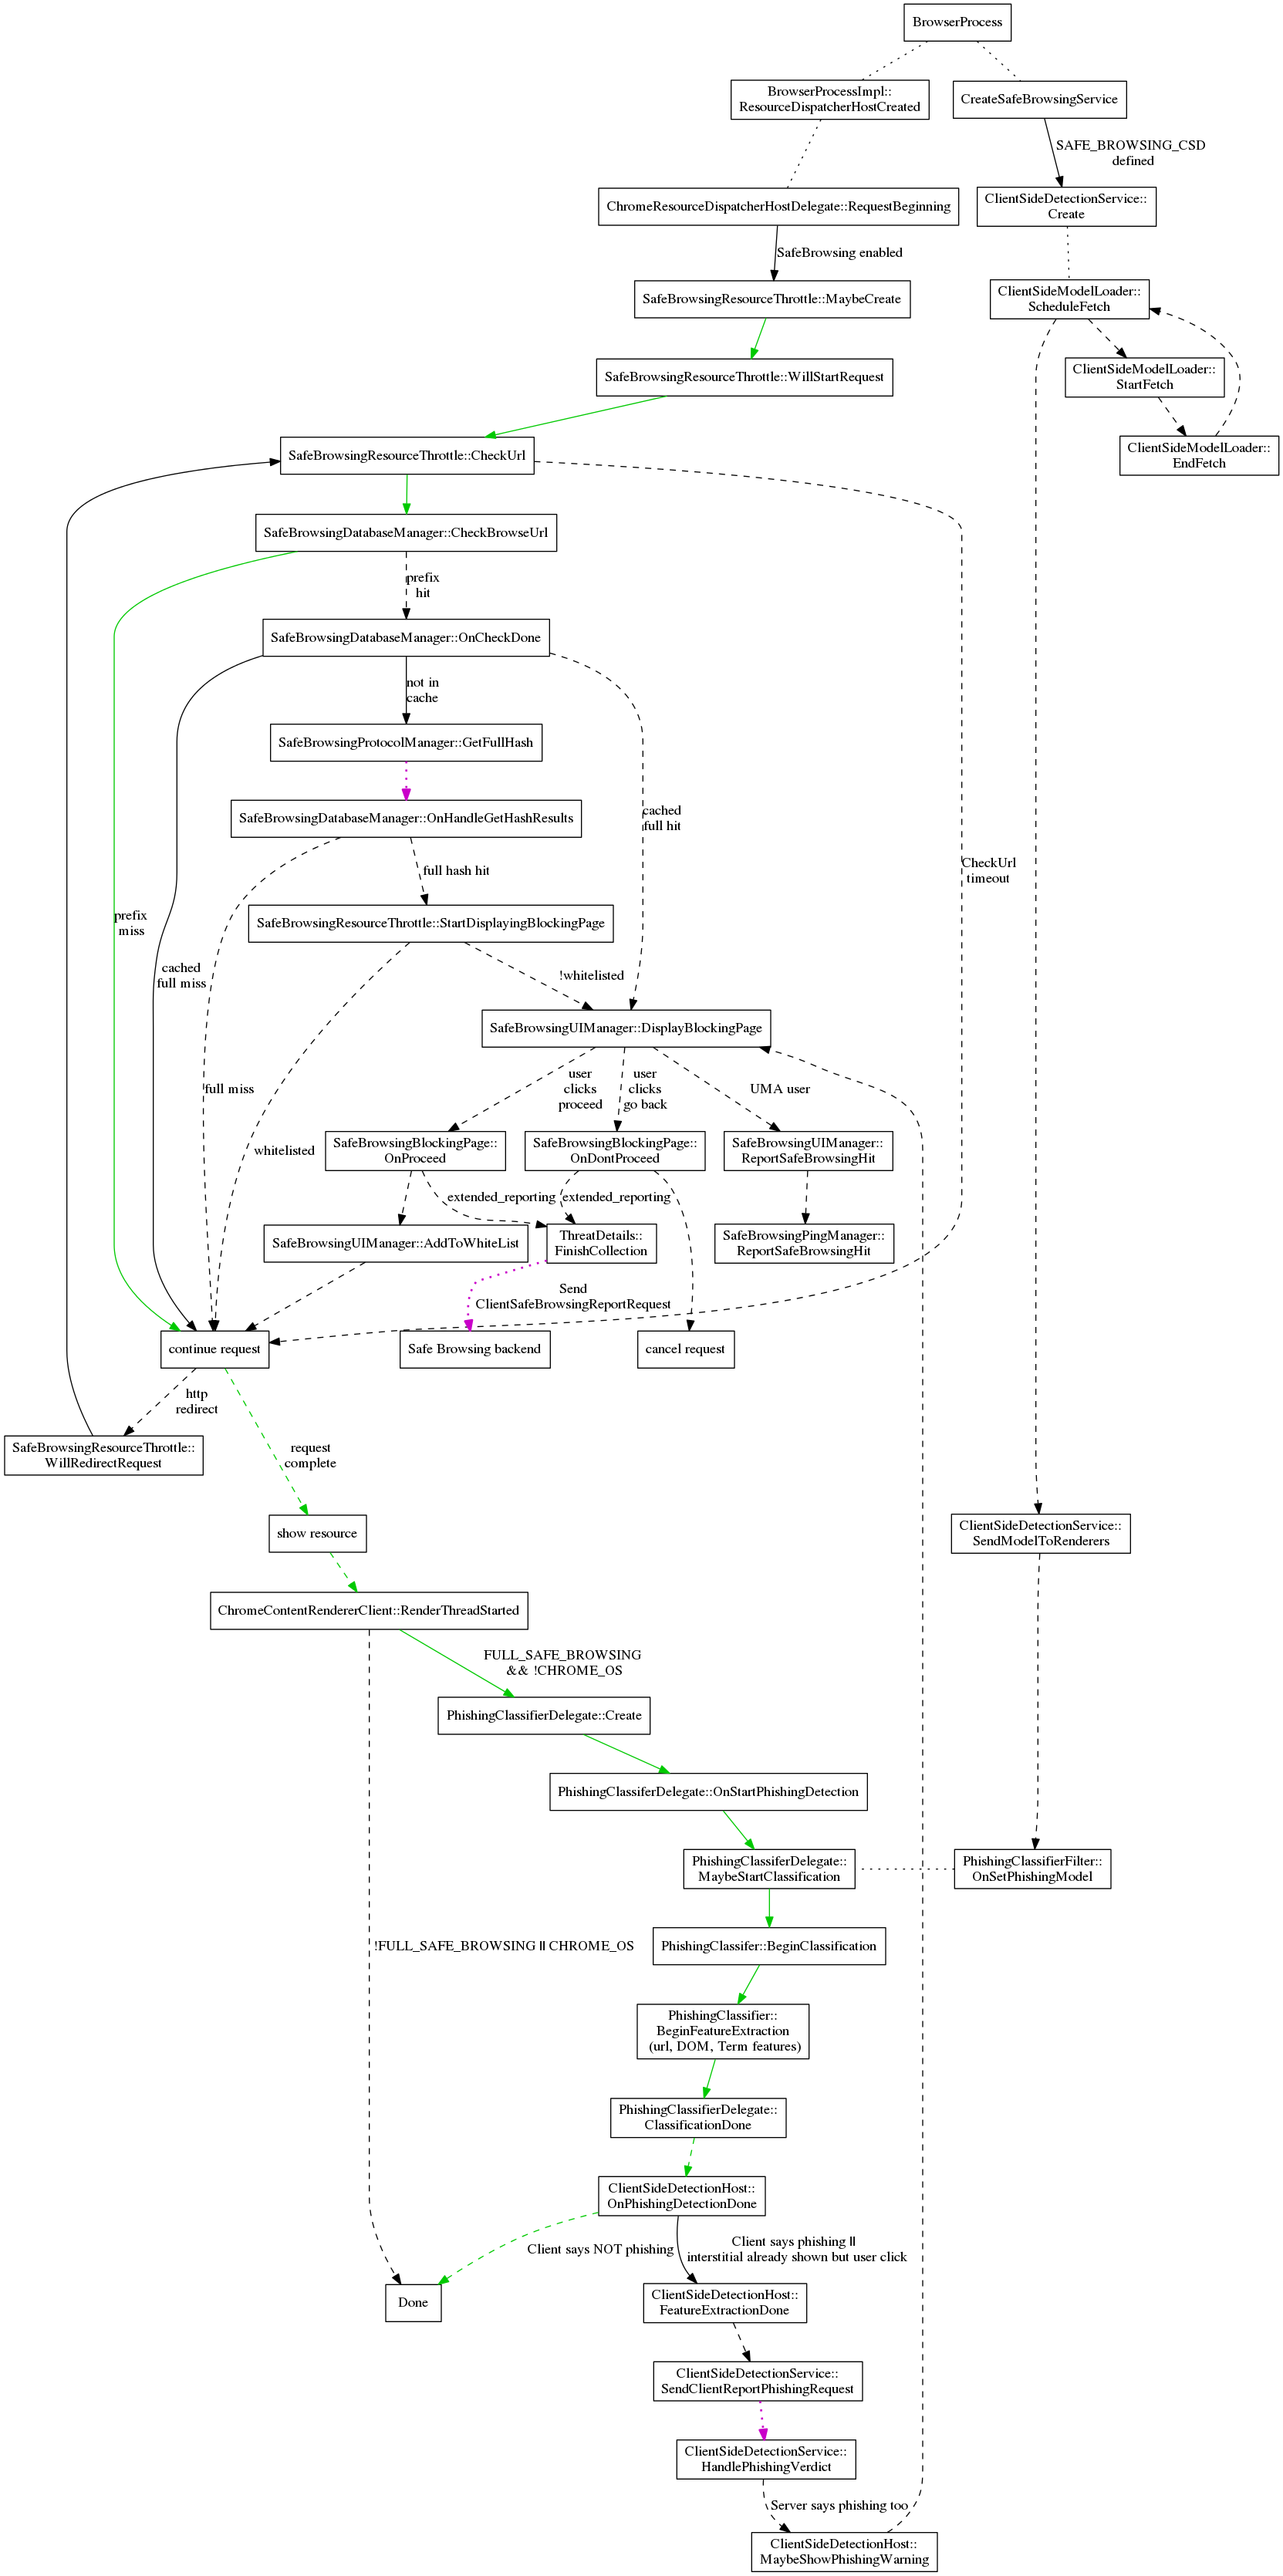 BrowserProcess
BrowserProcessImpl::
ResourceDispatcherHostCreated
CreateSafeBrowsingService
SAFE_BROWSING_CSD
defined
ChromeResourceDispatcherHostDelegate::RequestBeginning
ClientSideDetectionService::
Create
SafeBrowsing enabled
SafeBrowsingResourceThrottle::MaybeCreate
ClientSideModelLoader::
ScheduleFetch
SafeBrowsingResourceThrottle::WillStartRequest
ClientSideModelLoader::
StartFetch
SafeBrowsingResourceThrottle::CheckUrl
ClientSideModelLoader::
EndFetch
SafeBrowsingDatabaseManager::CheckBrowseUrl
prefix
hit
SafeBrowsingDatabaseManager::OnCheckDone
not in
cache
SafeBrowsingProtocolManager::GetFullHash
SafeBrowsingDatabaseManager::OnHandleGetHashResults
cached
full hit
full hash hit
CheckUrl
timeout
prefix
miss
SafeBrowsingResourceThrottle::StartDisplayingBlockingPage
cached
full miss
!whitelisted
SafeBrowsingUIManager::DisplayBlockingPage
full miss
user
clicks
proceed
user
clicks
go back
UMA user
whitelisted
SafeBrowsingBlockingPage::
OnProceed
SafeBrowsingBlockingPage::
OnDontProceed
SafeBrowsingUIManager::
ReportSafeBrowsingHit
extended_reporting
extended_reporting
SafeBrowsingUIManager::AddToWhiteList
ThreatDetails::
FinishCollection
SafeBrowsingPingManager::
ReportSafeBrowsingHit
Send
ClientSafeBrowsingReportRequest
continue request
Safe Browsing backend
cancel request
http
redirect
SafeBrowsingResourceThrottle::
WillRedirectRequest
request
complete
show resource
ClientSideDetectionService::
SendModelToRenderers
ChromeContentRendererClient::RenderThreadStarted
FULL_SAFE_BROWSING
&& !CHROME_OS
PhishingClassifierDelegate::Create
PhishingClassiferDelegate::OnStartPhishingDetection
PhishingClassiferDelegate::
MaybeStartClassification
PhishingClassifierFilter::
OnSetPhishingModel
!FULL_SAFE_BROWSING || CHROME_OS
PhishingClassifer::BeginClassification
PhishingClassifier::
BeginFeatureExtraction
(url, DOM, Term features)
PhishingClassifierDelegate::
ClassificationDone
ClientSideDetectionHost::
OnPhishingDetectionDone
Client says NOT phishing
Client says phishing ||
interstitial already shown but user click
Done
ClientSideDetectionHost::
FeatureExtractionDone
ClientSideDetectionService::
SendClientReportPhishingRequest
ClientSideDetectionService::
HandlePhishingVerdict
Server says phishing too
ClientSideDetectionHost::
MaybeShowPhishingWarning